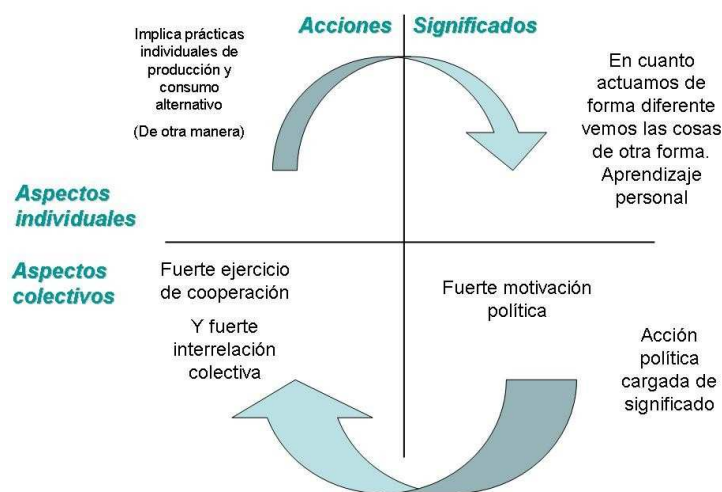 Acciones
Significados
Implica prácticas
individuales de
producción y
consumo
alternativo
(De otra manera)
En cuanto
actuamos de
forma diferente
vemos las cosas
de otra forma.
Aprendizaje
personal
Aspectos
individuales
Aspectos
colectivos
Fuerte ejercicio
de cooperación
Y fuerte
interrelación
colectiva
Fuerte motivación
política
Acción
política
cargada de
significado